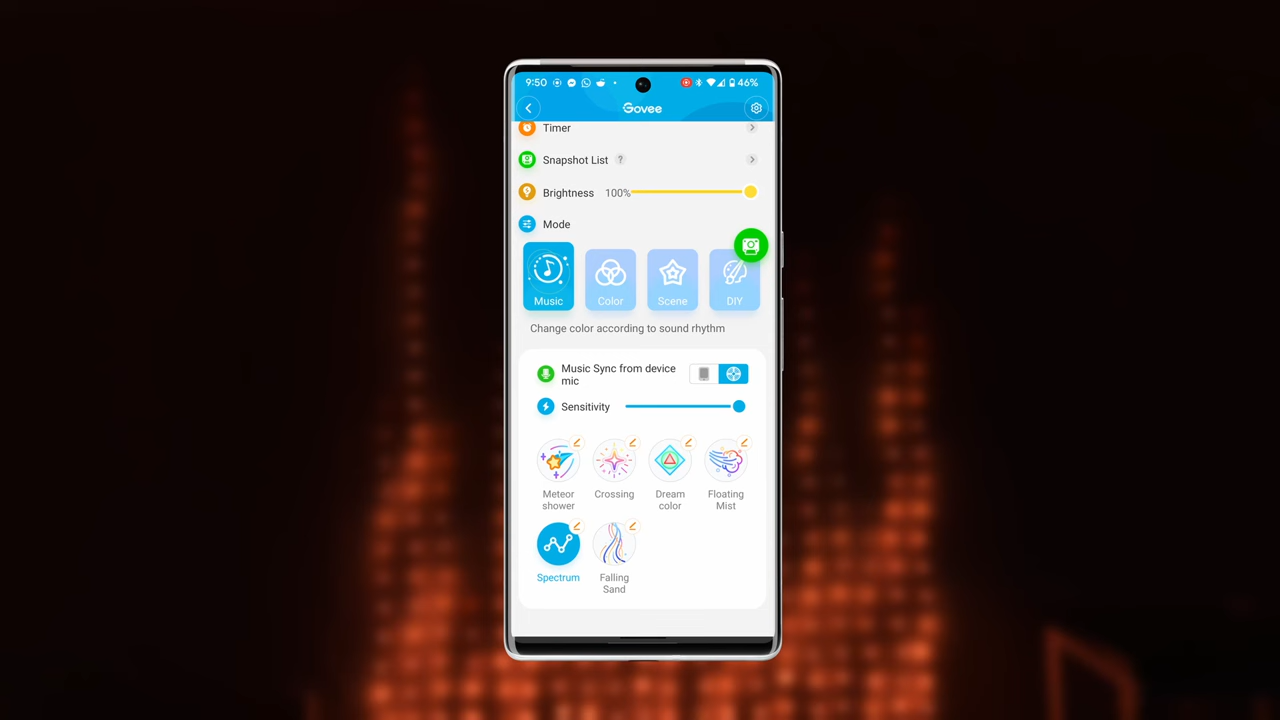 9:50
46%
Govee
Timer
Snapshot List ?
Brightness 100%
Mode
Music Color Scene DIY
Change color according to sound rhythm
Music Sync from device
mic
Sensitivity
Meteor
shower
Crossing
Dream
color
Floating
Mist
Spectrum
Falling
Sand